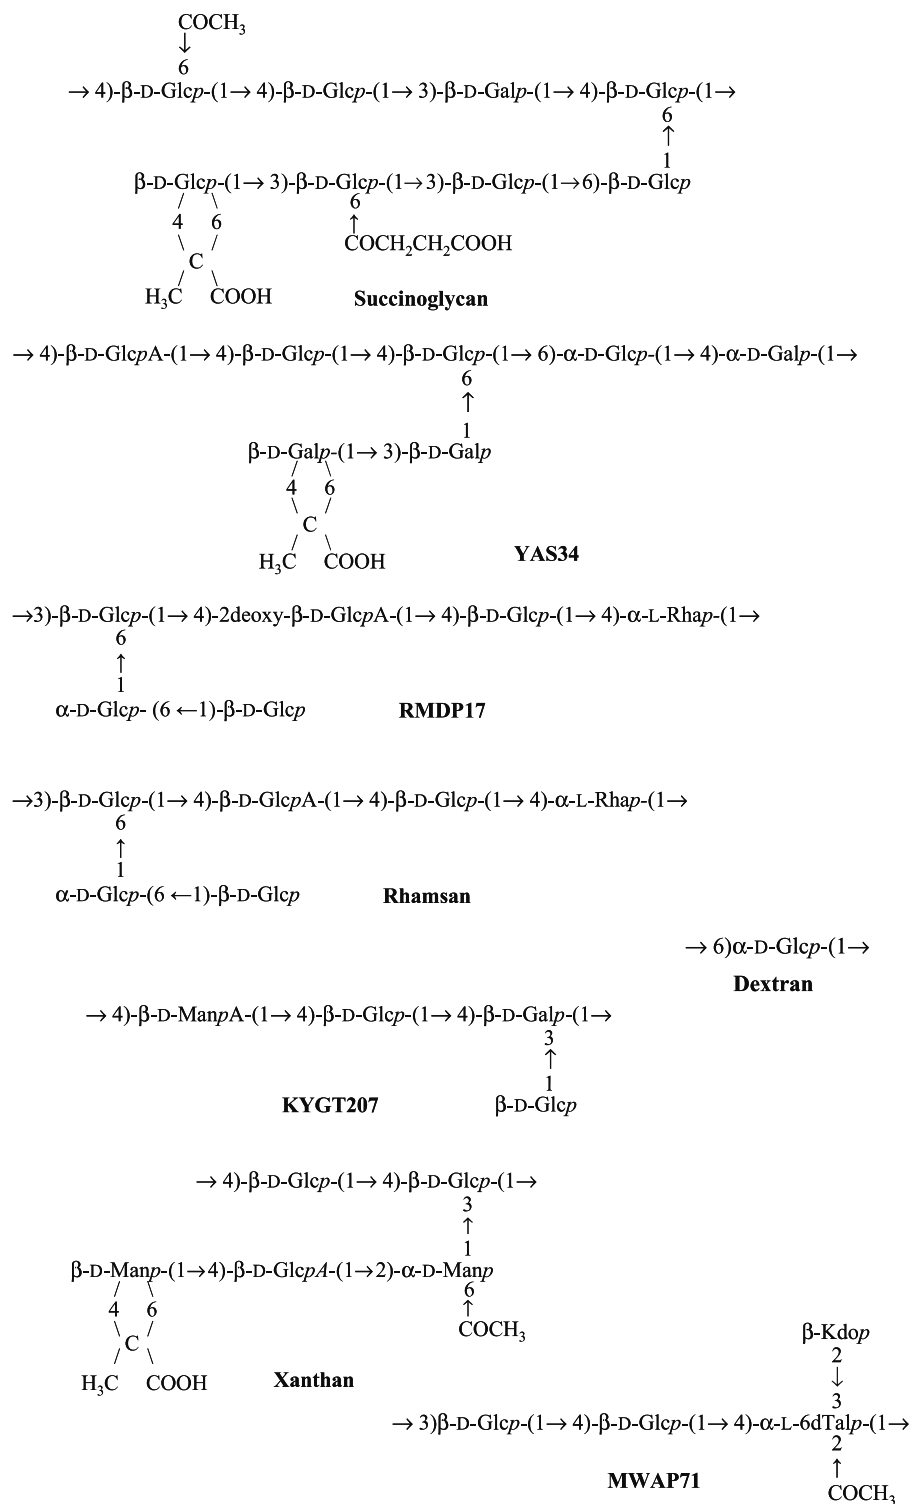 COCH₃
↓
6
→ 4)-β-D-Glcp-(1→ 4)-β-D-Glcp-(1→ 3)-β-D-Galp-(1→ 4)-β-D-Glcp-(1→
6
↑
1
β-D-Glcp-(1→ 3)-β-D-Glcp-(1→3)-β-D-Glcp-(1→6)-β-D-Glcp
4 6 6
↑
COCH₂CH₂COOH
C
H₃C COOH
Succinoglycan
→ 4)-β-D-GlcpA-(1→ 4)-β-D-Glcp-(1→ 4)-β-D-Glcp-(1→ 6)-α-D-Glcp-(1→ 4)-α-D-Galp-(1→
6
↑
1
β-D-Galp-(1→ 3)-β-D-Galp
4 6
C
H₃C COOH
YAS34
→3)-β-D-Glcp-(1→ 4)-2deoxy-β-D-GlcpA-(1→ 4)-β-D-Glcp-(1→ 4)-α-L-Rhap-(1→
6
↑
1
α-D-Glcp- (6 ←1)-β-D-Glcp
RMDP17
→3)-β-D-Glcp-(1→ 4)-β-D-GlcpA-(1→ 4)-β-D-Glcp-(1→ 4)-α-L-Rhap-(1→
6
↑
1
α-D-Glcp-(6 ←1)-β-D-Glcp
Rhamsan
→ 6)α-D-Glcp-(1→
Dextran
→ 4)-β-D-ManpA-(1→ 4)-β-D-Glcp-(1→ 4)-β-D-Galp-(1→
3
↑
1
β-D-Glcp
KYGT207
→ 4)-β-D-Glcp-(1→ 4)-β-D-Glcp-(1→
3
↑
1
β-D-Manp-(1→4)-β-D-GlcpA-(1→2)-α-D-Manp
4 6 6
↑
COCH₃
C
H₃C COOH
Xanthan
β-Kdop
2
↓
3
→ 3)β-D-Glcp-(1→ 4)-β-D-Glcp-(1→ 4)-α-L-6dTalp-(1→
2
↑
COCH₃
MWAP71